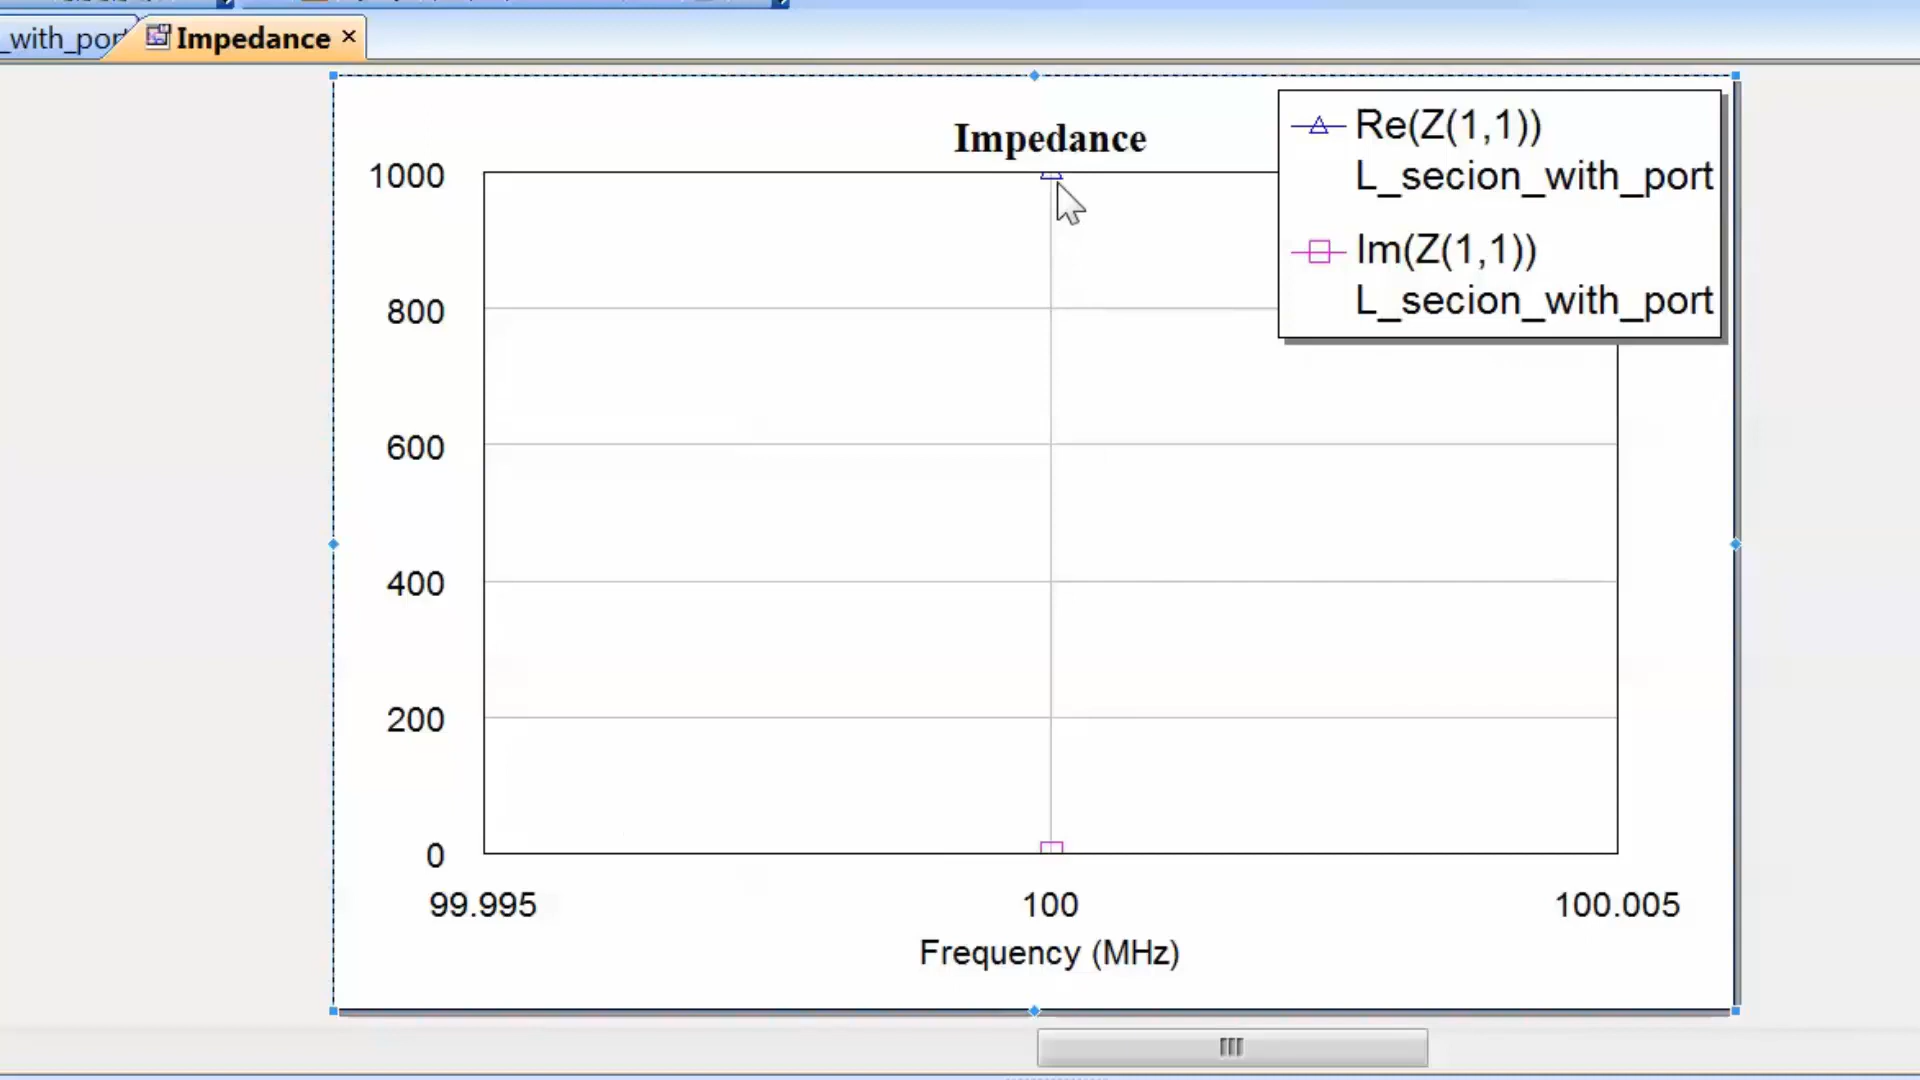 _with_por
Impedance
Impedance
Re(Z(1,1))
L_secion_with_port
Im(Z(1,1))
L_secion_with_port
1000
800
600
400
200
0
99.995
100
100.005
Frequency (MHz)